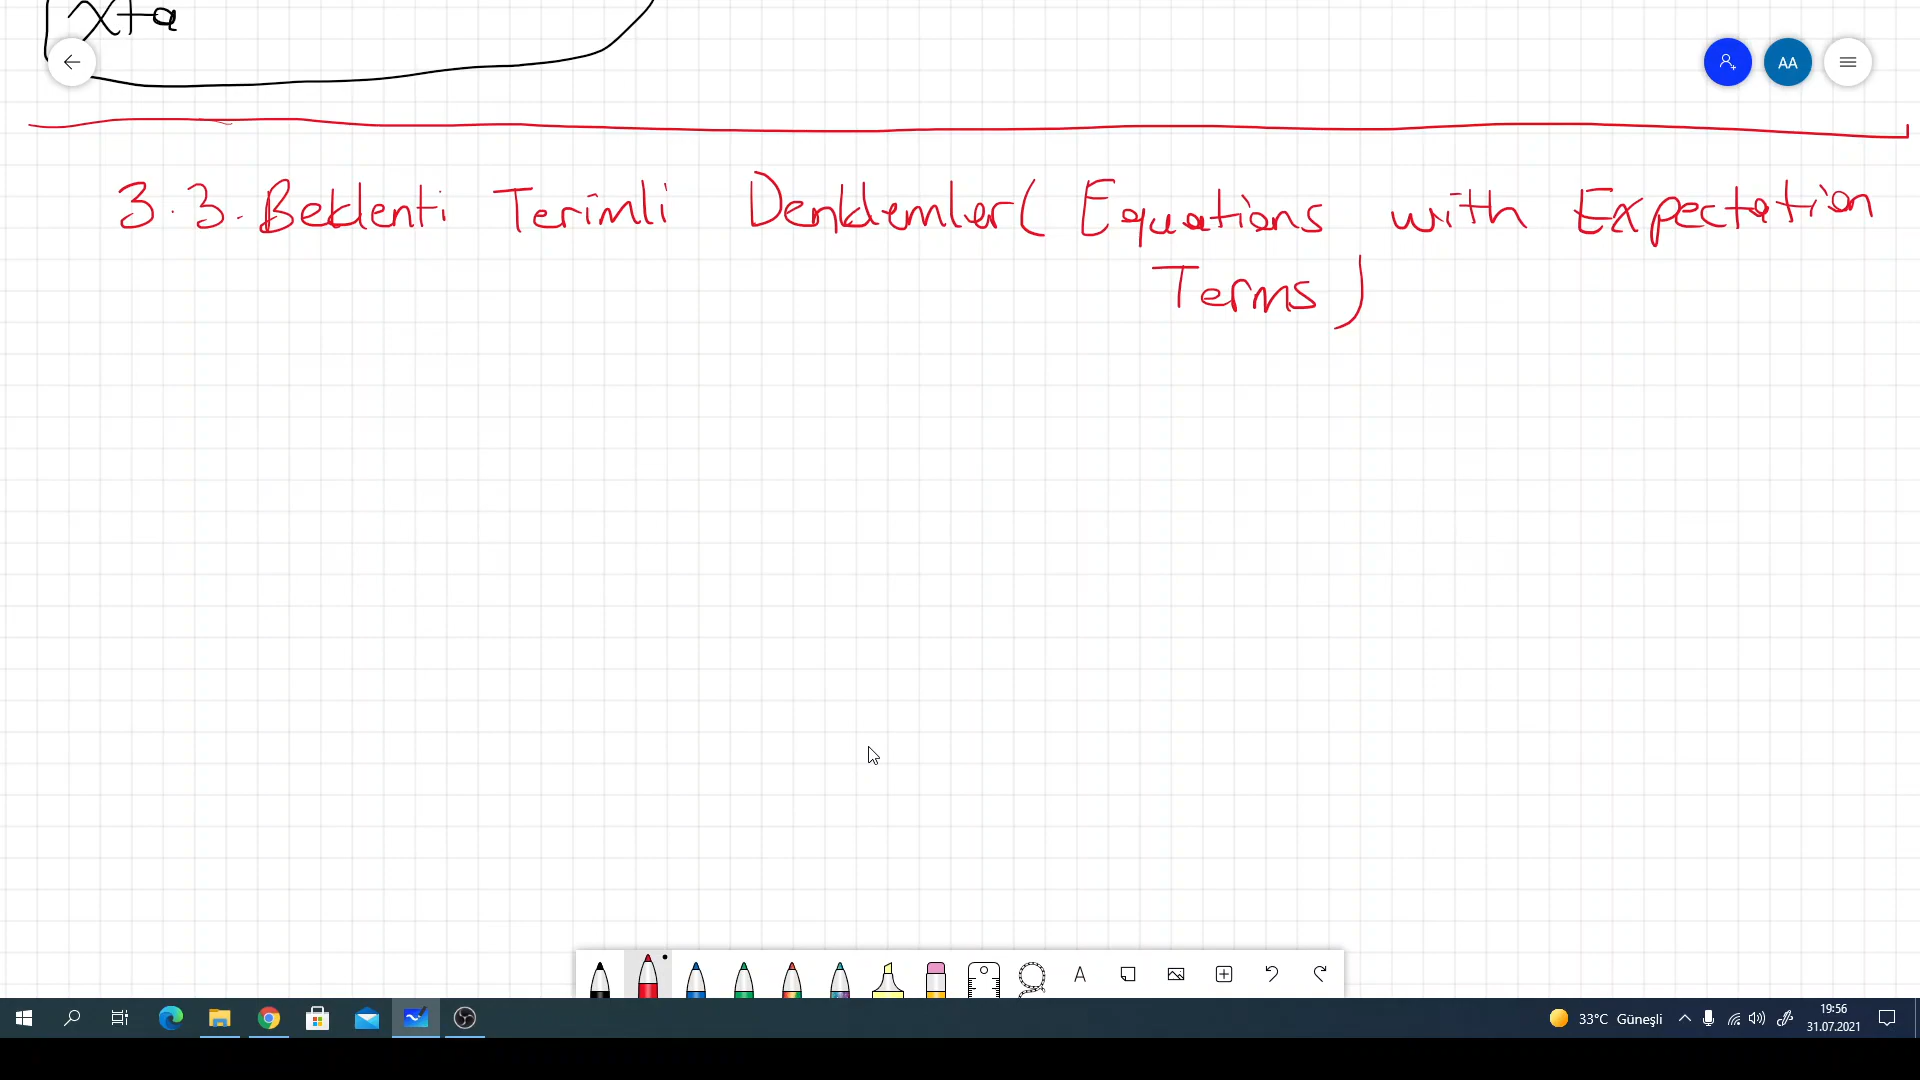 x+a
AA
3.3. Beklenti Terimli Denklemler (Equations with Expectation
Terms)
A
33°C Güneşli
19:56
31.07.2021